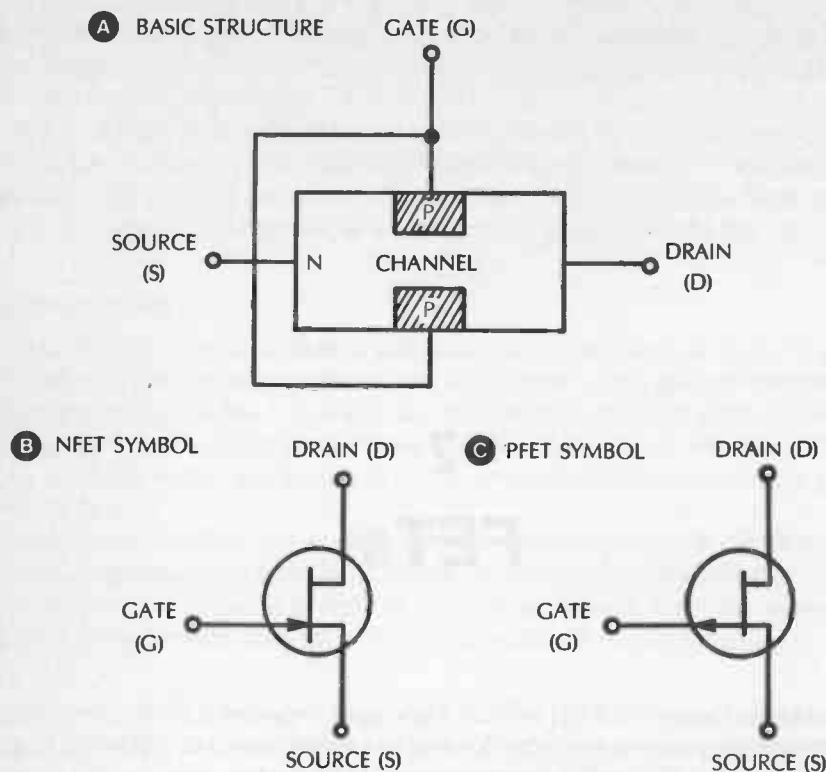 A BASIC STRUCTURE
GATE (G)
P
SOURCE
(S)
N
CHANNEL
DRAIN
(D)
P
B NFET SYMBOL
DRAIN (D)
GATE
(G)
SOURCE (S)
C PFET SYMBOL
DRAIN (D)
GATE
(G)
SOURCE (S)